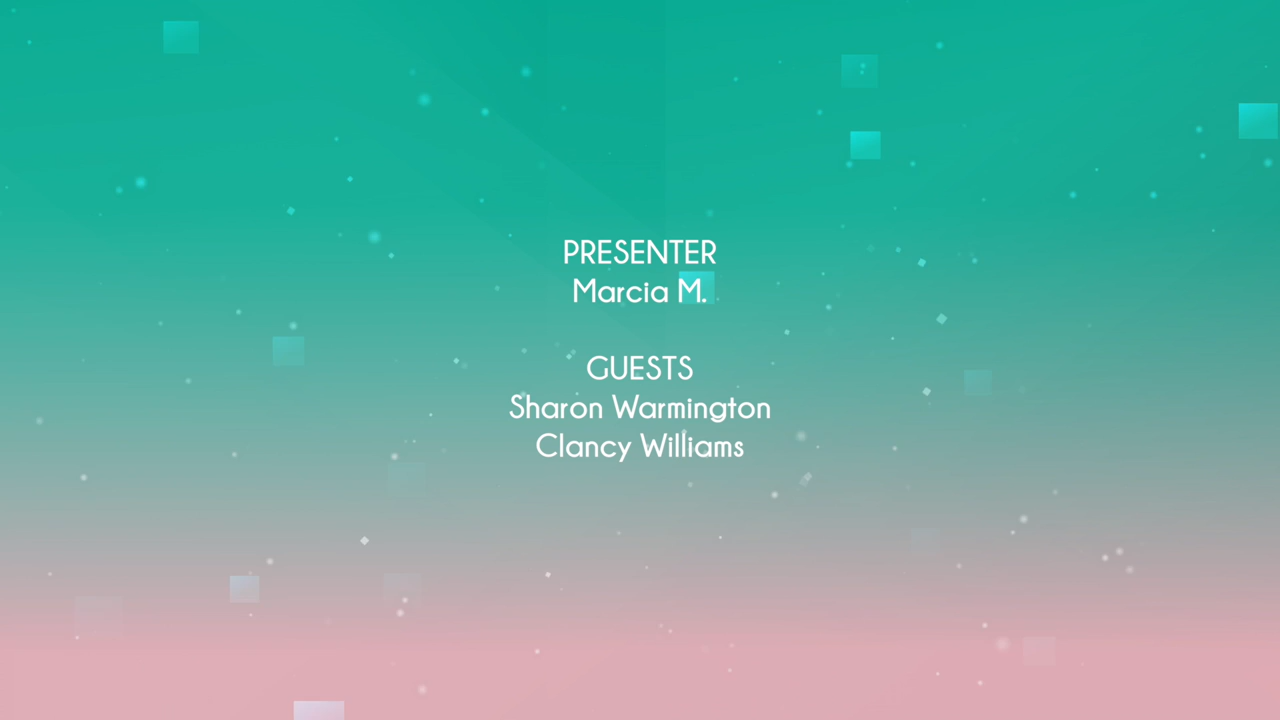 PRESENTER
Marcia M.
GUESTS
Sharon Warmington
Clancy Williams